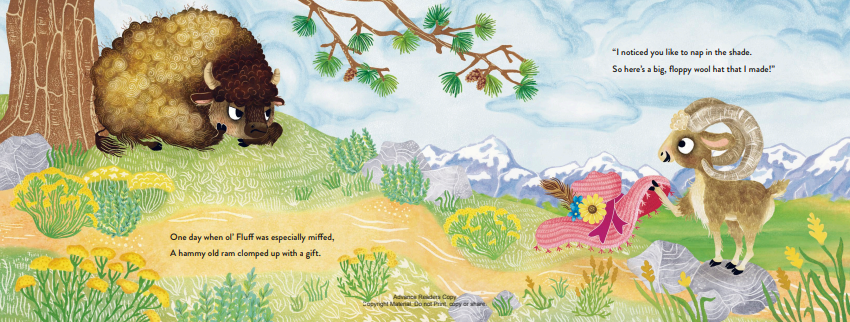 “I noticed you like to nap in the shade.
So here’s a big, floppy wool hat that I made!”
One day when ol’ Fluff was especially miffed,
A hammy old ram clomped up with a gift.
Advance Readers Copy
Copyright Material. Do not Print, copy or share.